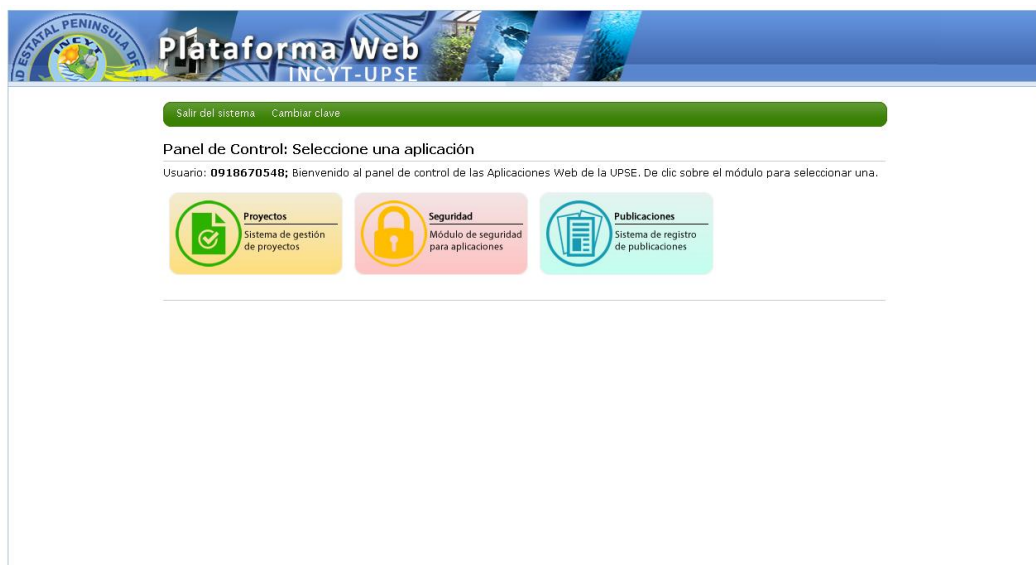 AD ESTATAL PENINSULA DE
INCYT
Plataforma Web
INCYT-UPSE
Salir del sistema Cambiar clave
Panel de Control: Seleccione una aplicación
Usuario: 0918670548; Bienvenido al panel de control de las Aplicaciones Web de la UPSE. De clic sobre el módulo para seleccionar una.
Proyectos
Sistema de gestión
de proyectos
Seguridad
Módulo de seguridad
para aplicaciones
Publicaciones
Sistema de registro
de publicaciones